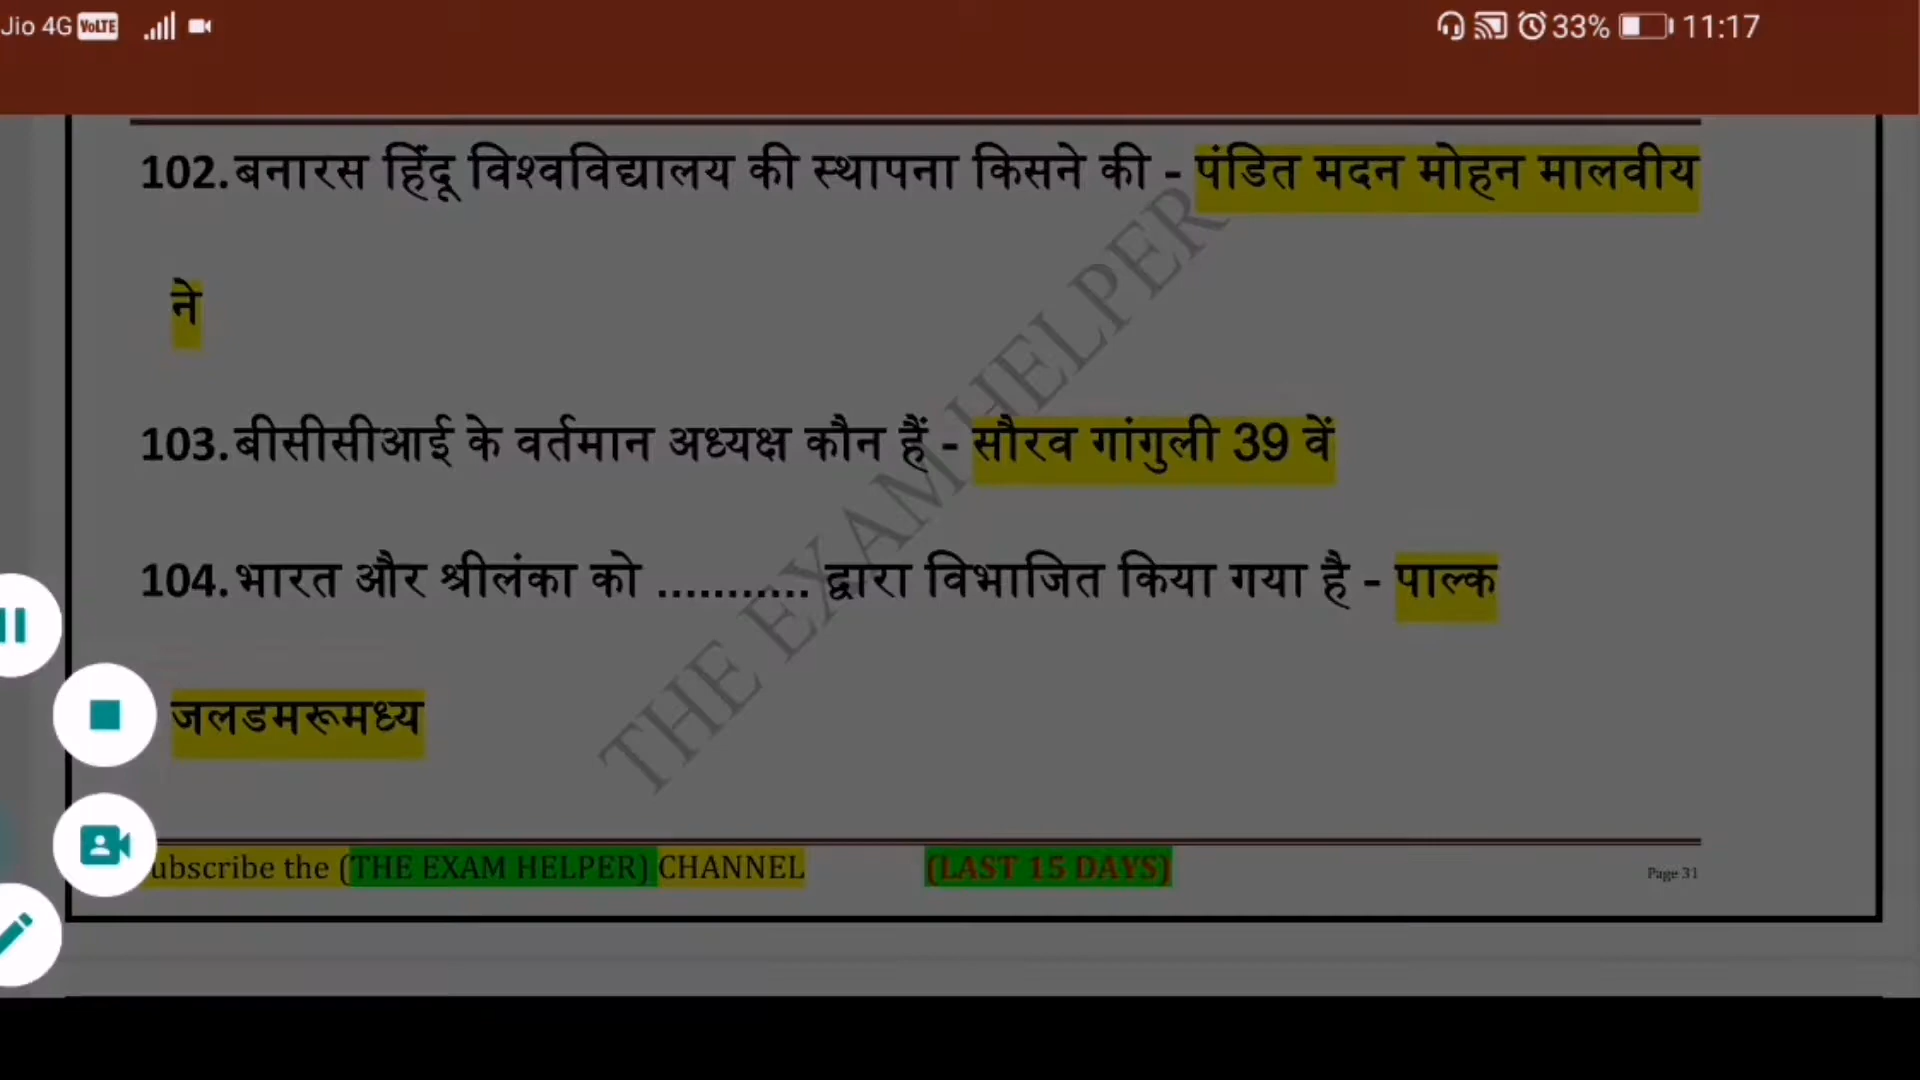 Jio 4G VoLTE 33% 11:17
102.बनारस हिंदू विश्वविद्यालय की स्थापना किसने की - पंडित मदन मोहन मालवीय
ने
103.बीसीसीआई के वर्तमान अध्यक्ष कौन हैं - सौरव गांगुली 39 वें
104.भारत और श्रीलंका को ........... द्वारा विभाजित किया गया है - पाल्क
जलडमरूमध्य
THE EXAM HELPER
ubscribe the (THE EXAM HELPER) CHANNEL (LAST 15 DAYS) Page 31